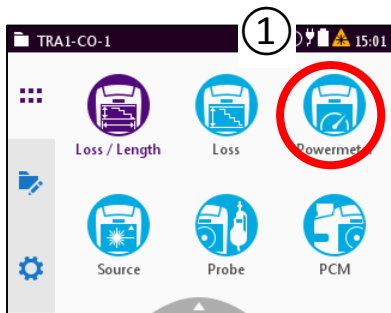 ①
TRA1-CO-1 15:01
Loss / Length Loss Powermeter
Source Probe PCM